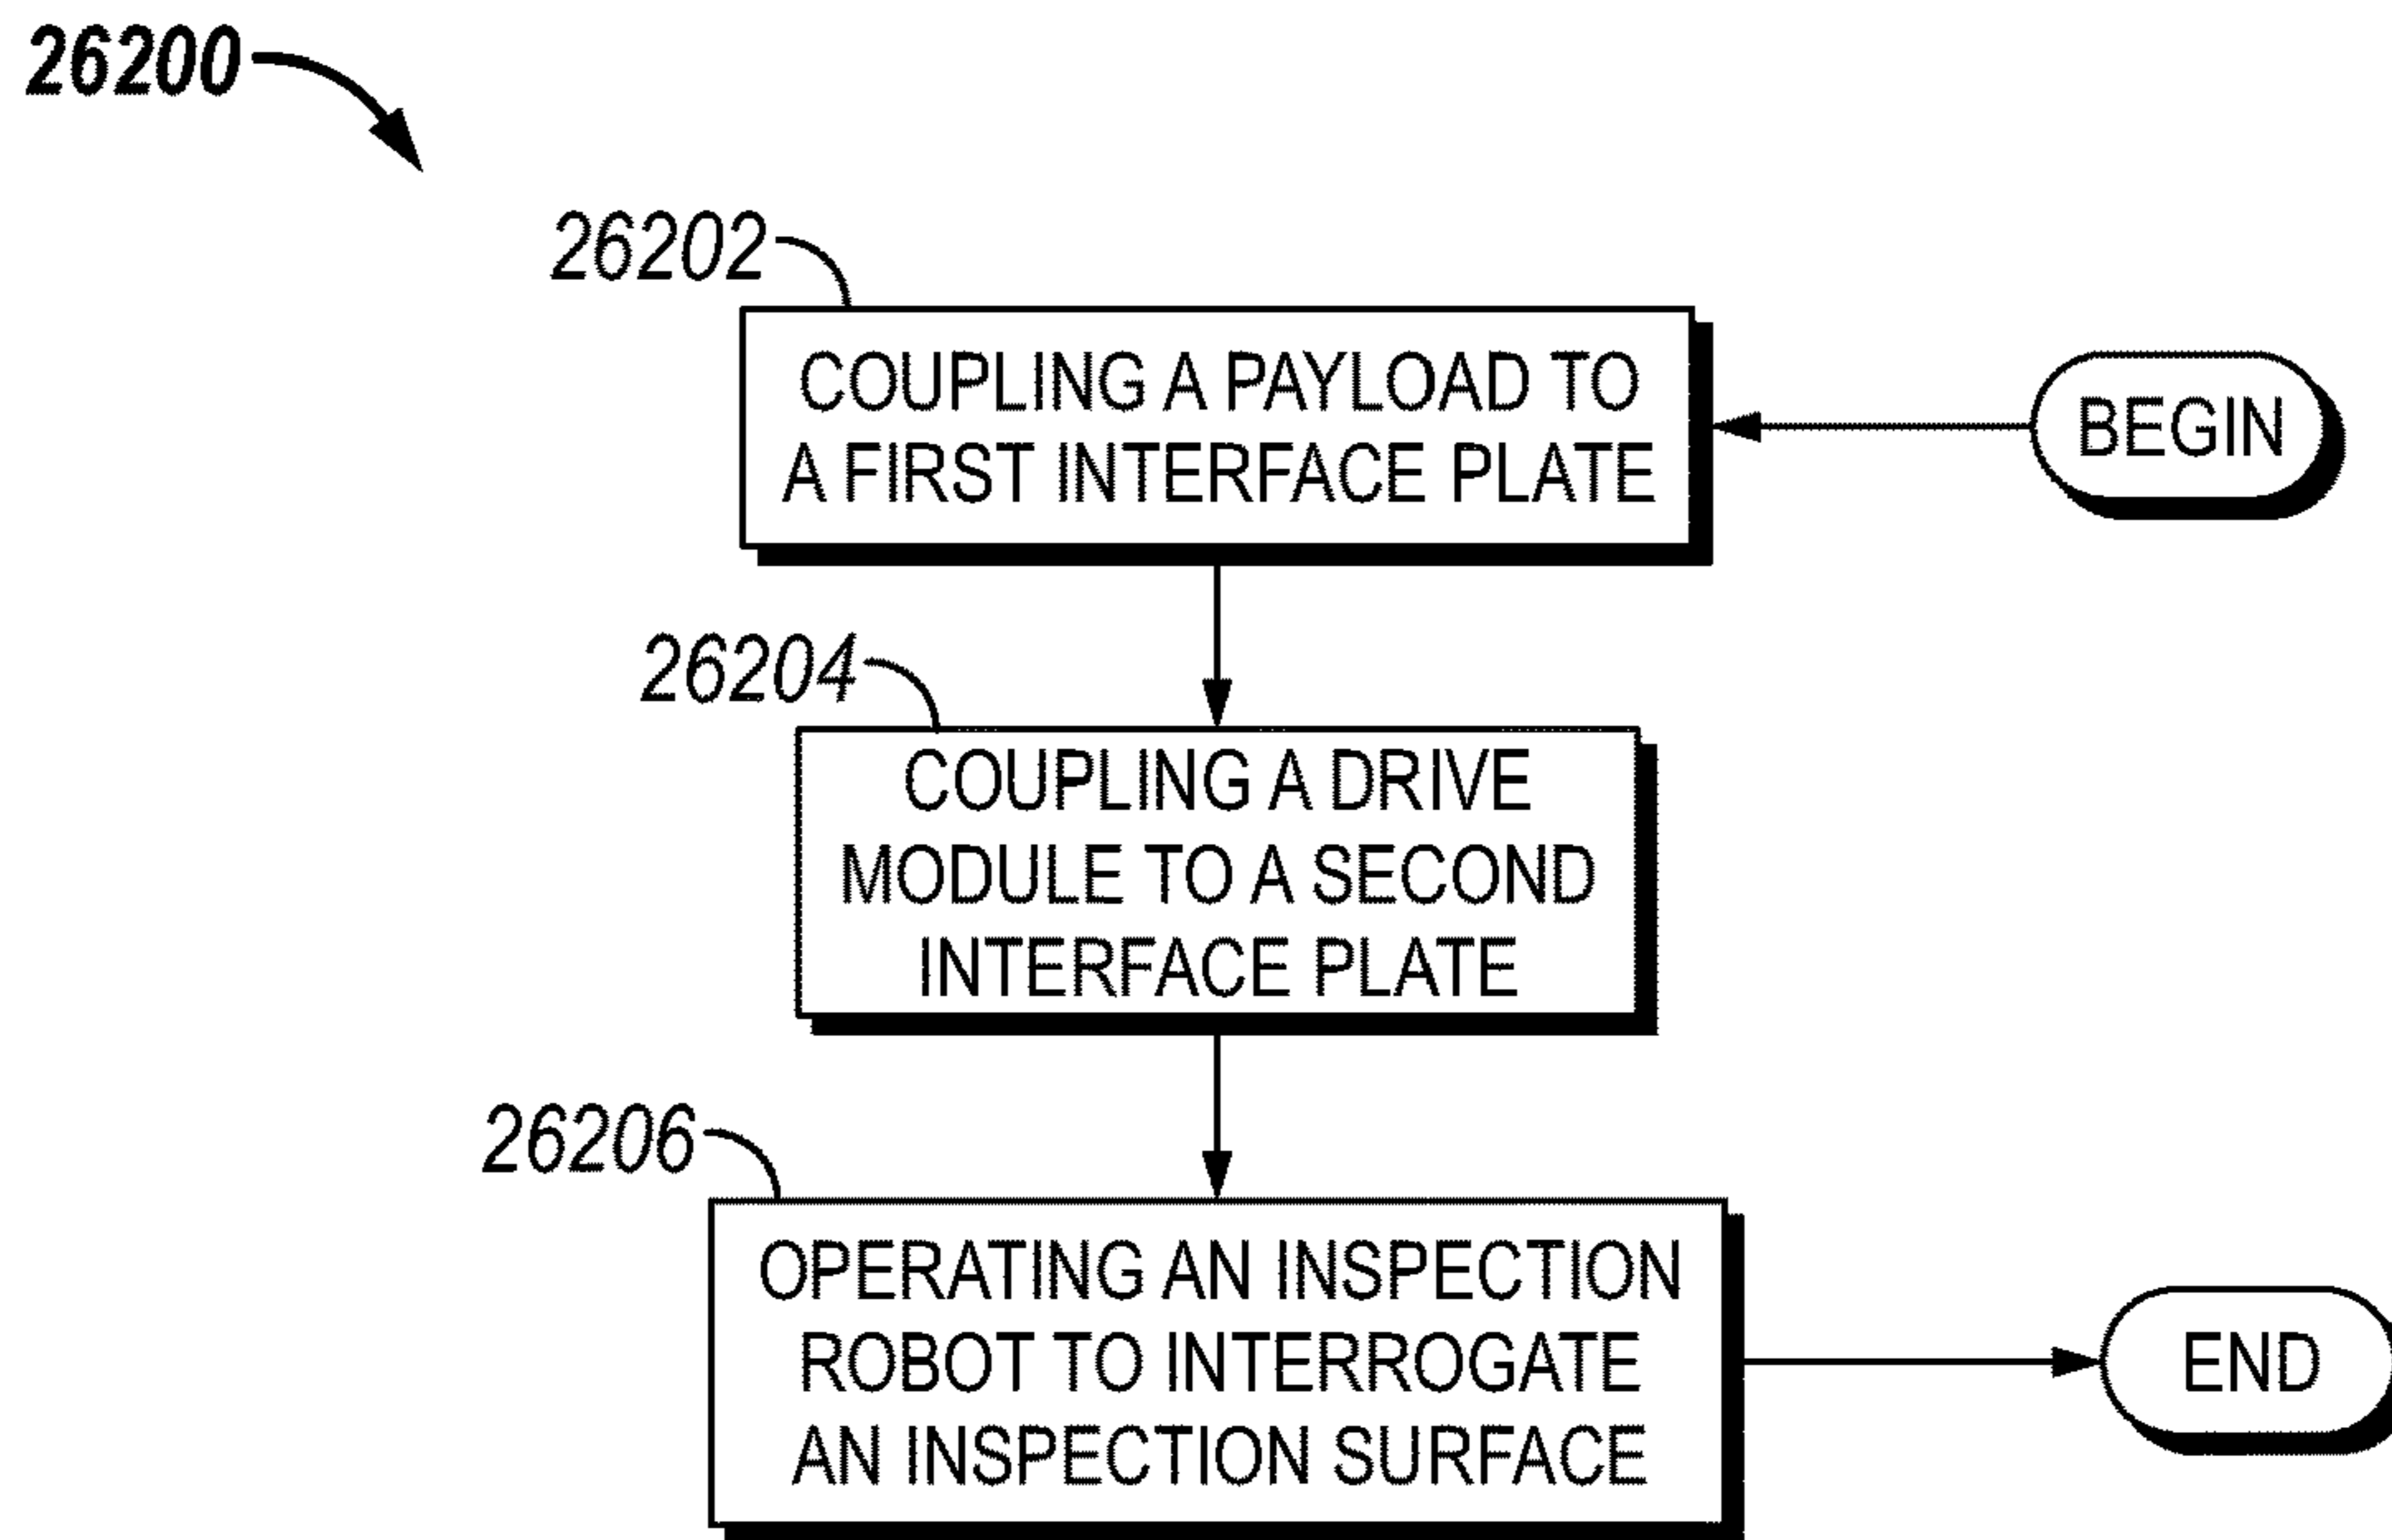 26200
26202
COUPLING A PAYLOAD TO
A FIRST INTERFACE PLATE
BEGIN
26204
COUPLING A DRIVE
MODULE TO A SECOND
INTERFACE PLATE
26206
OPERATING AN INSPECTION
ROBOT TO INTERROGATE
AN INSPECTION SURFACE
END